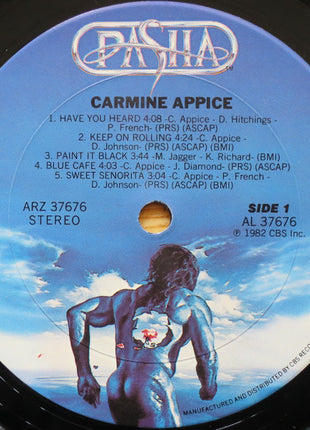 PASHA
TM
CARMINE APPICE
1. HAVE YOU HEARD 4:08 -C. Appice - D. Hitchings -
P. French- (PRS) (ASCAP)
2. KEEP ON ROLLING 4:24 -C. Appice -
D. Johnson- (PRS) (ASCAP) (BMI)
3. PAINT IT BLACK 3:44 -M. Jagger - K. Richard- (BMI)
4. BLUE CAFE 4:03 -C. Appice - J. Diamond- (PRS) (ASCAP)
5. SWEET SENORITA 3:04 -C. Appice - P. French -
D. Johnson- (PRS) (ASCAP) (BMI)
ARZ 37676
STEREO
SIDE 1
AL 37676
℗ 1982 CBS Inc.
MANUFACTURED AND DISTRIBUTED BY CBS RECO